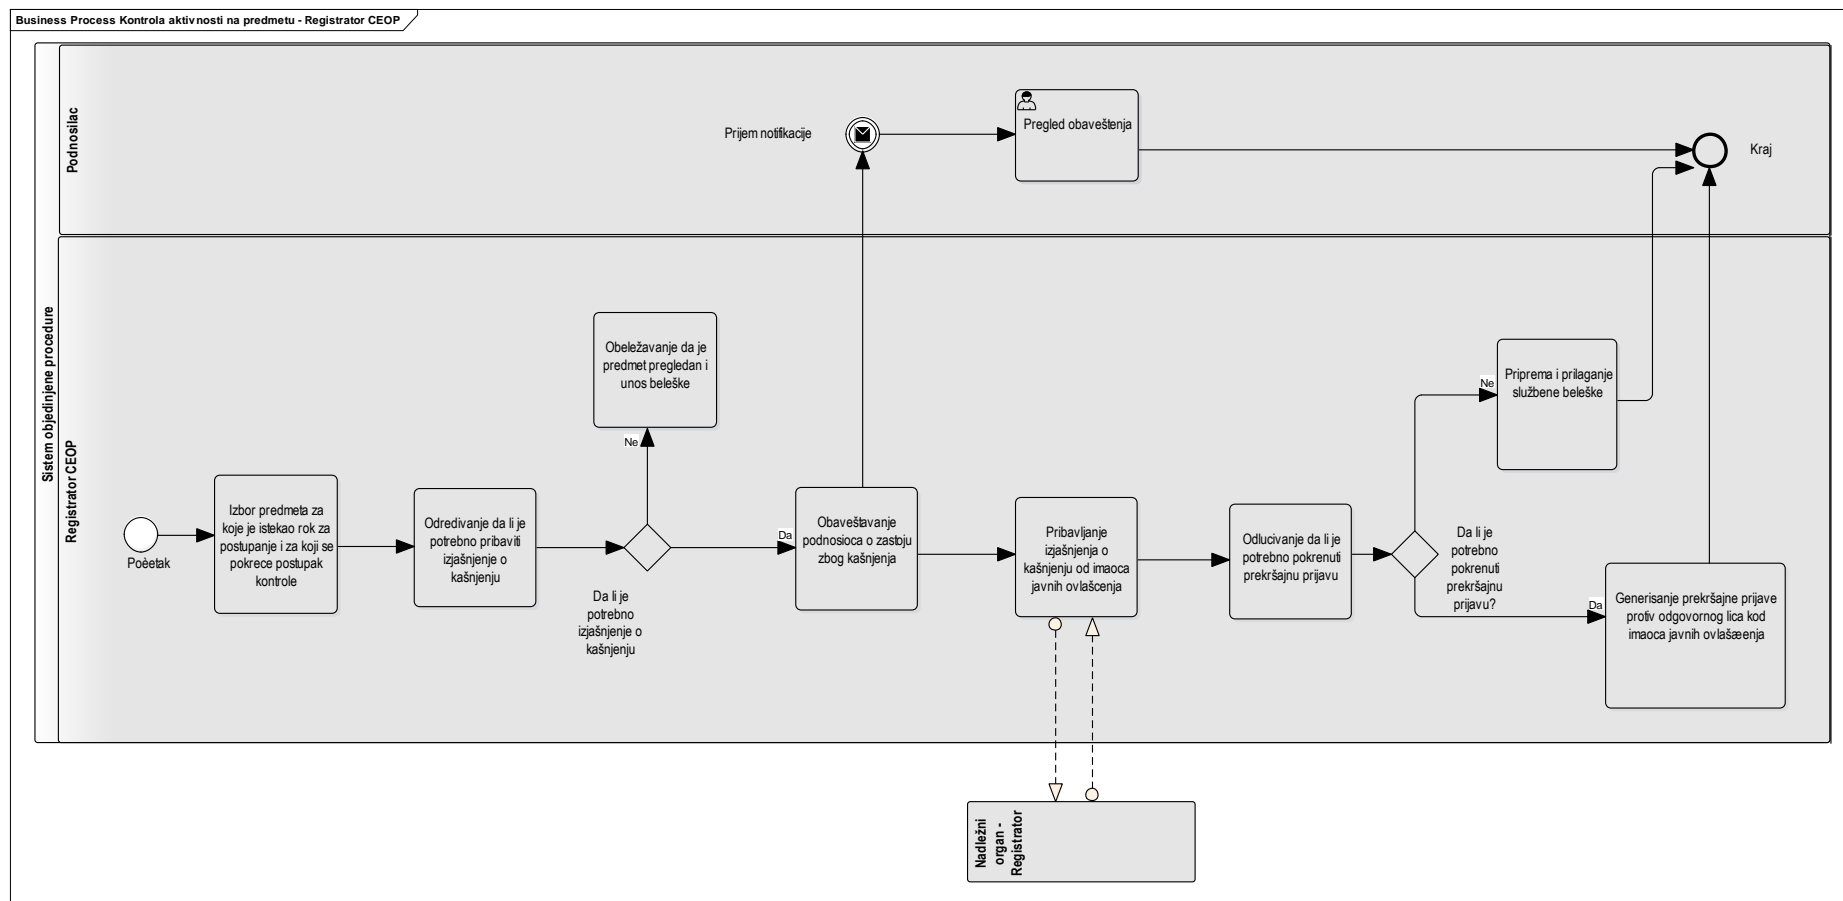 Business Process Kontrola aktivnosti na predmetu - Registrator CEOP
Sistem objedinjene procedure
Podnosilac
Prijem notifikacije
Pregled obaveštenja
Kraj
Registrator CEOP
Poèetak
Izbor predmeta za
koje je istekao rok za
postupanje i za koji se
pokrece postupak
kontrole
Odredivanje da li je
potrebno pribaviti
izjašnjenje o
kašnjenju
Obeležavanje da je
predmet pregledan i
unos beleške
Ne
Da li je
potrebno
izjašnjenje o
kašnjenju
Da
Obaveštavanje
podnosioca o zastoju
zbog kašnjenja
Pribavljanje
izjašnjenja o
kašnjenju od imaoca
javnih ovlašcenja
Odlucivanje da li je
potrebno pokrenuti
prekršajnu prijavu
Da li je
potrebno
pokrenuti
prekršajnu
prijavu?
Ne
Priprema i prilaganje
službene beleške
Da
Generisanje prekršajne prijave
protiv odgovornog lica kod
imaoca javnih ovlašæenja
Nadležni
organ -
Registrator